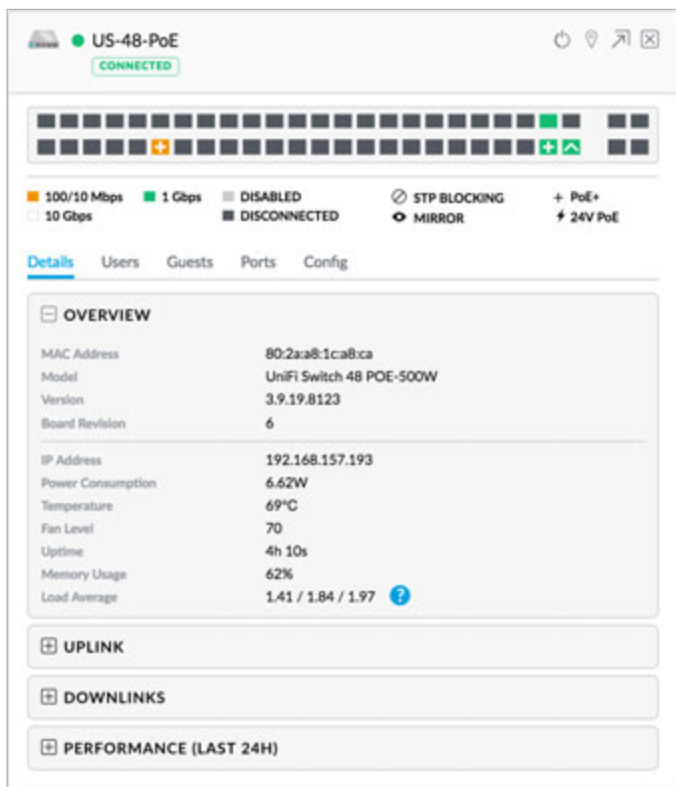 US-48-PoE
CONNECTED
100/10 Mbps 1 Gbps DISABLED STP BLOCKING + PoE+
10 Gbps DISCONNECTED MIRROR 24V PoE
Details Users Guests Ports Config
OVERVIEW
MAC Address 80:2a:a8:1c:a8:ca
Model UniFi Switch 48 POE-500W
Version 3.9.19.8123
Board Revision 6
IP Address 192.168.157.193
Power Consumption 6.62W
Temperature 69°C
Fan Level 70
Uptime 4h 10s
Memory Usage 62%
Load Average 1.41 / 1.84 / 1.97 ?
UPLINK
DOWNLINKS
PERFORMANCE (LAST 24H)